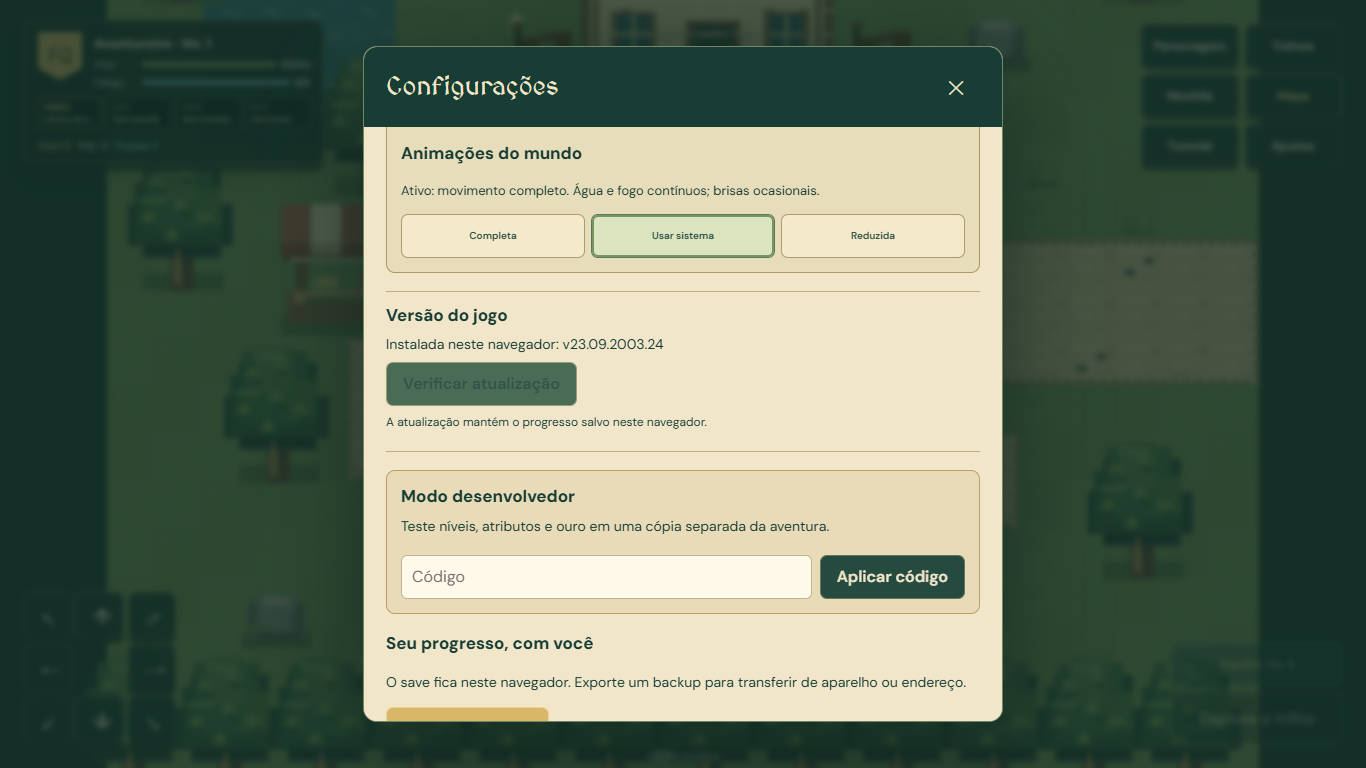 Configurações
Animações do mundo
Ativo: movimento completo. Água e fogo contínuos; brisas ocasionais.
Completa
Usar sistema
Reduzida
Versão do jogo
Instalada neste navegador: v23.09.2003.24
Verificar atualização
A atualização mantém o progresso salvo neste navegador.
Modo desenvolvedor
Teste níveis, atributos e ouro em uma cópia separada da aventura.
Código
Aplicar código
Seu progresso, com você
O save fica neste navegador. Exporte um backup para transferir de aparelho ou endereço.
Personagem
Mochila
Mapa
Tutorial
Ajustes